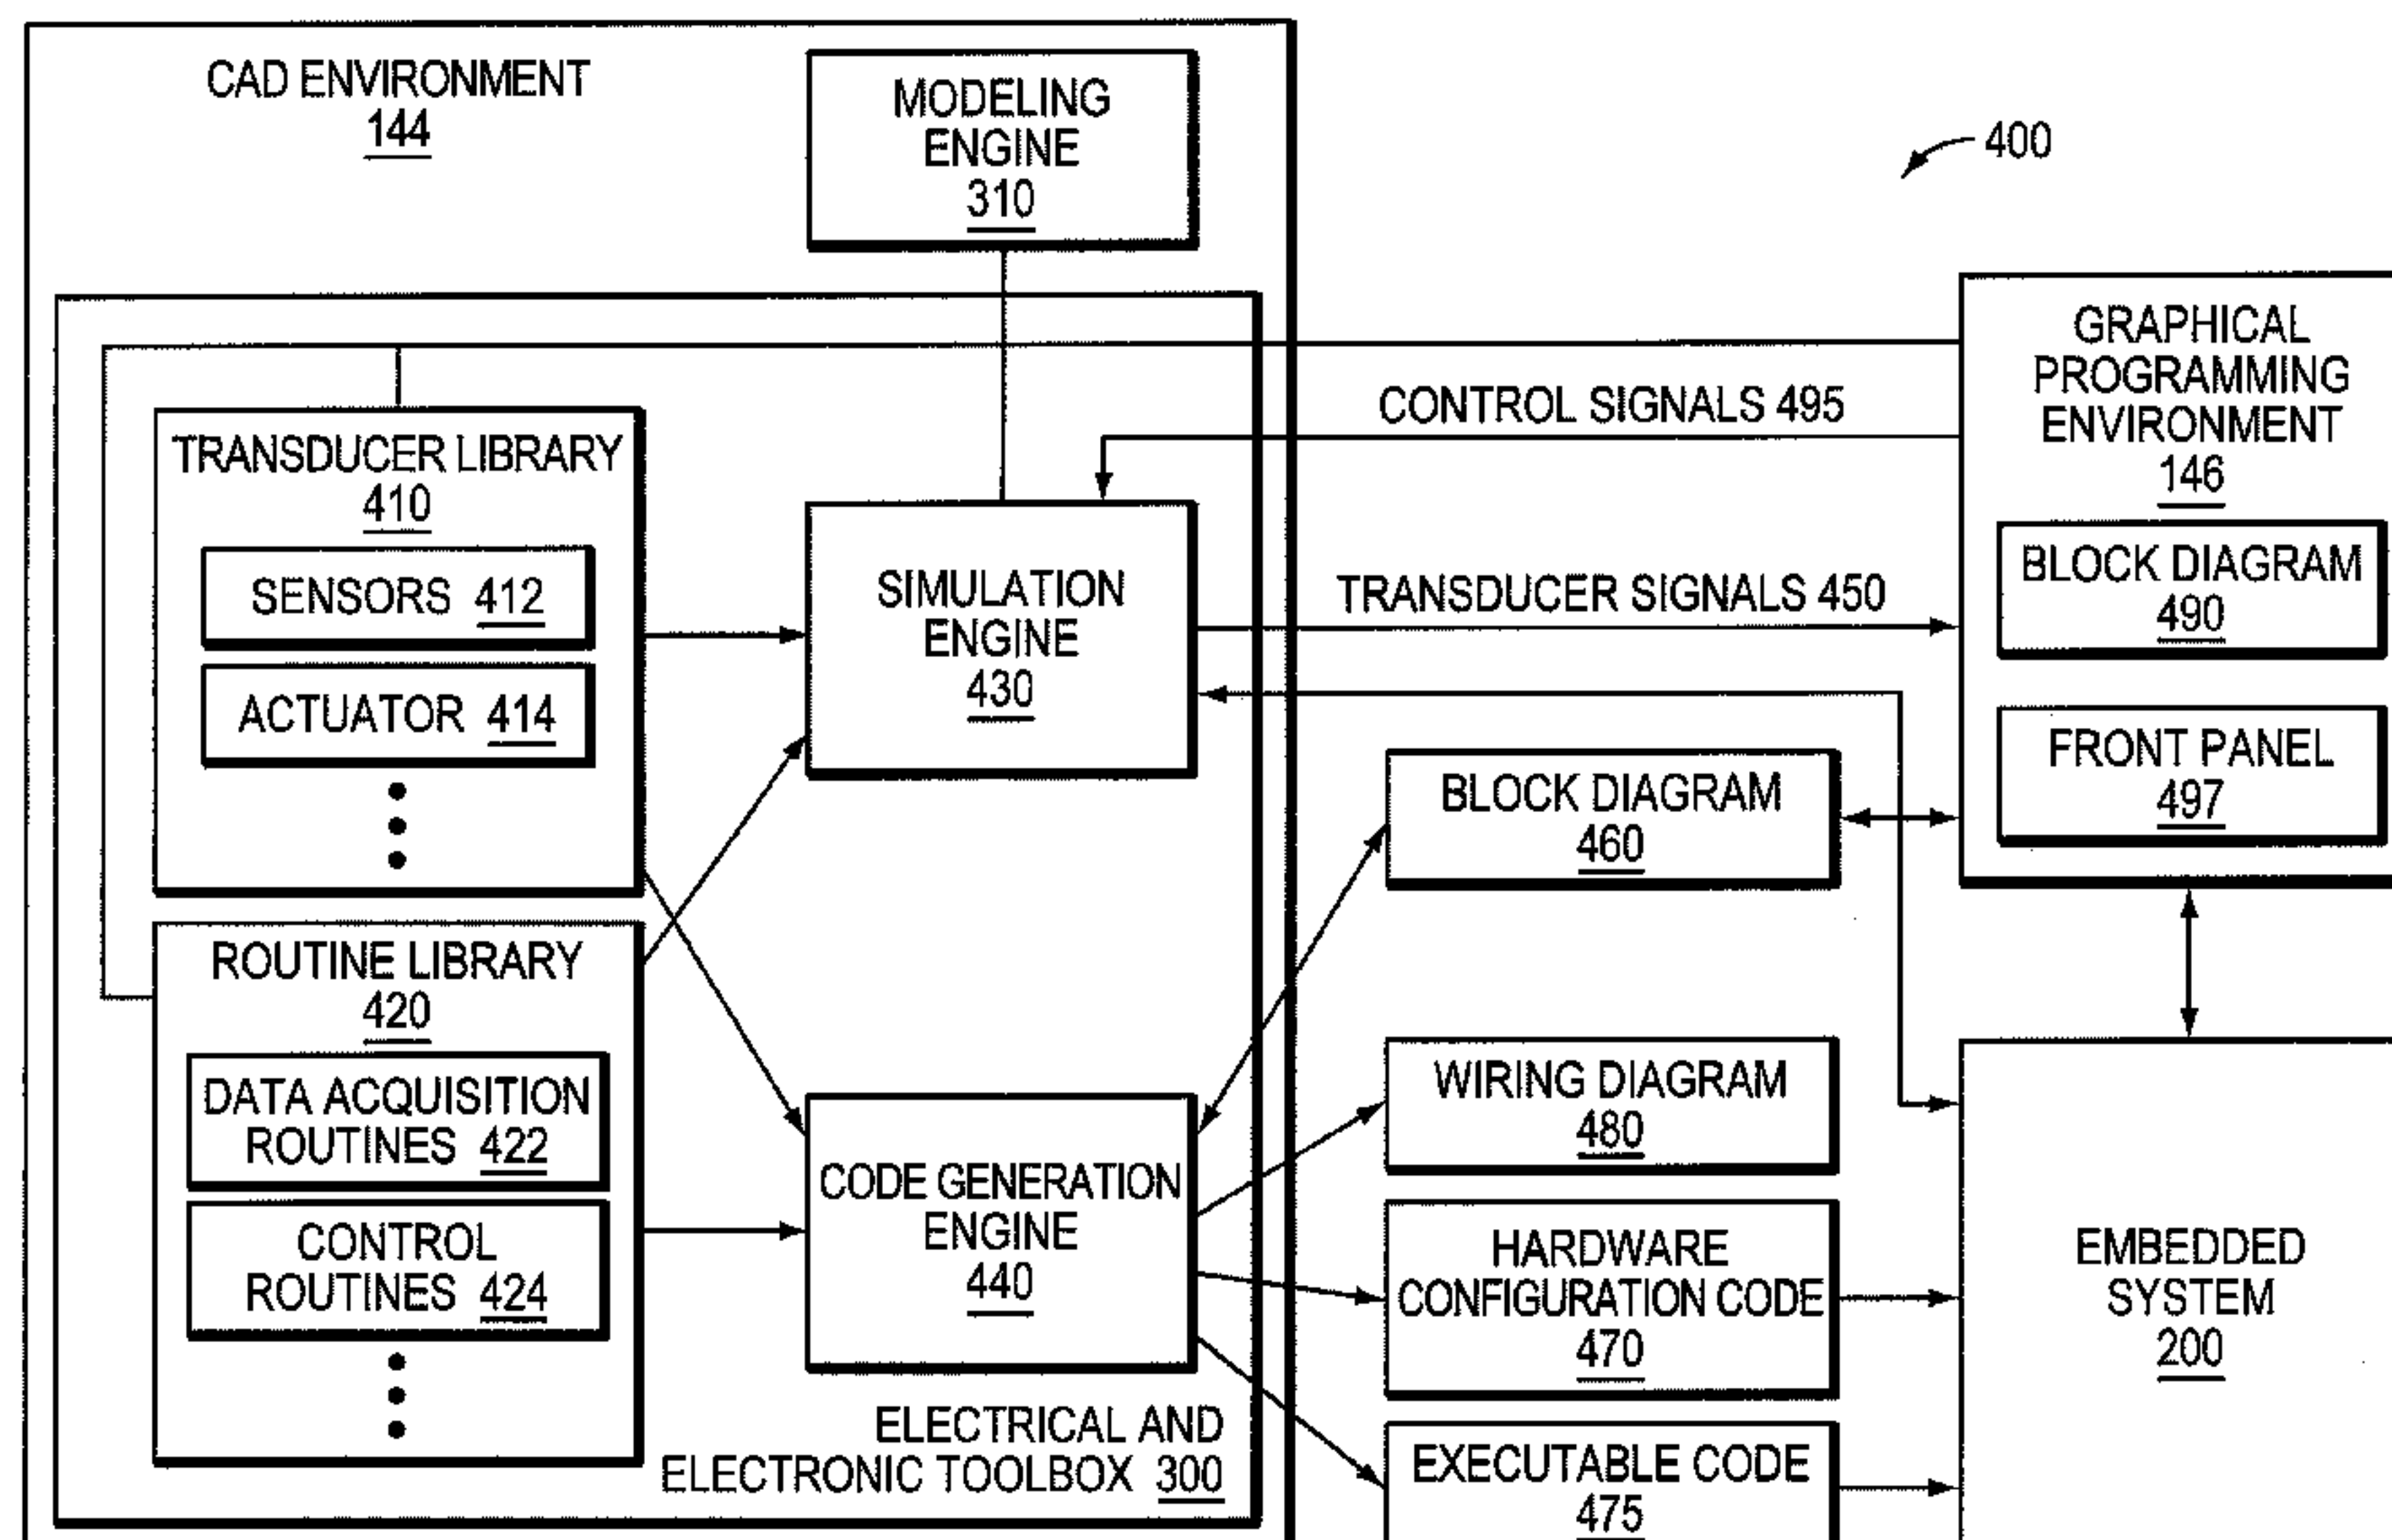 CAD ENVIRONMENT
144
MODELING
ENGINE
310
400
TRANSDUCER LIBRARY
410
SENSORS 412
ACTUATOR 414
ROUTINE LIBRARY
420
DATA ACQUISITION
ROUTINES 422
CONTROL
ROUTINES 424
SIMULATION
ENGINE
430
CODE GENERATION
ENGINE
440
ELECTRICAL AND
ELECTRONIC TOOLBOX 300
CONTROL SIGNALS 495
TRANSDUCER SIGNALS 450
BLOCK DIAGRAM
460
WIRING DIAGRAM
480
HARDWARE
CONFIGURATION CODE
470
EXECUTABLE CODE
475
GRAPHICAL
PROGRAMMING
ENVIRONMENT
146
BLOCK DIAGRAM
490
FRONT PANEL
497
EMBEDDED
SYSTEM
200